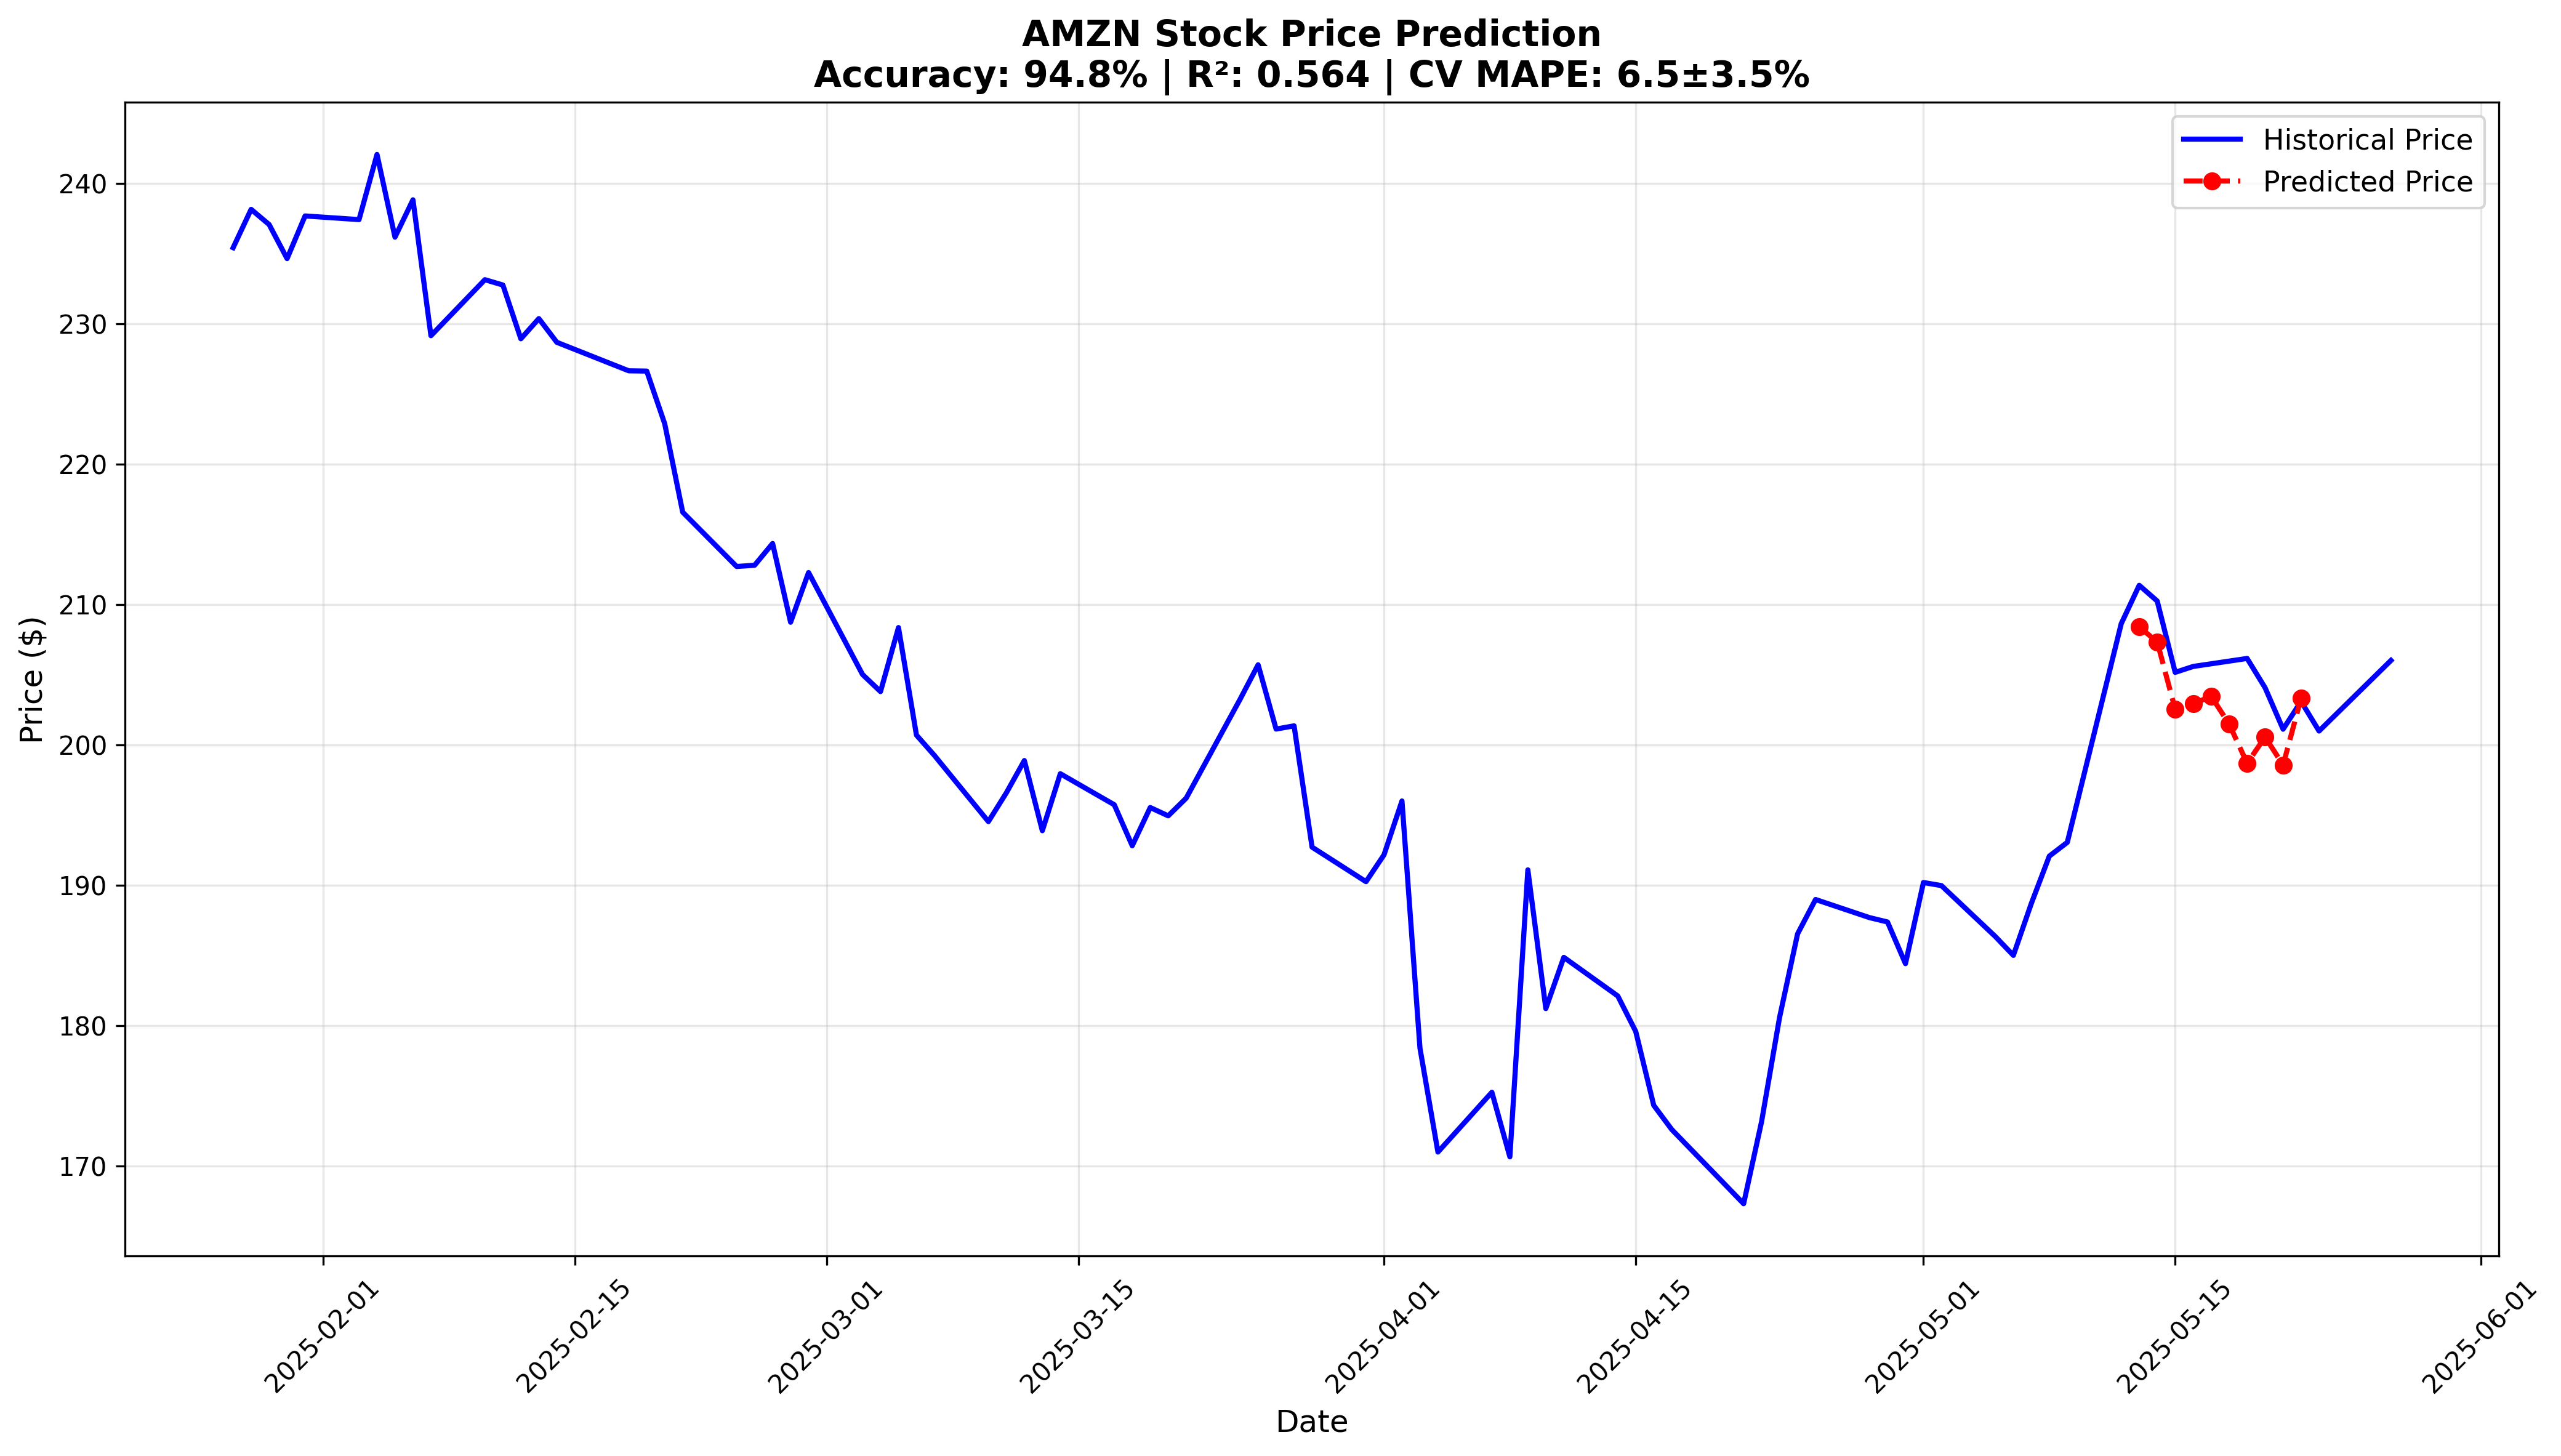 AMZN Stock Price Prediction
Accuracy: 94.8% | R²: 0.564 | CV MAPE: 6.5±3.5%
Historical Price
Predicted Price
Price ($)
240
230
220
210
200
190
180
170
2025-02-01
2025-02-15
2025-03-01
2025-03-15
2025-04-01
2025-04-15
2025-05-01
2025-05-15
2025-06-01
Date